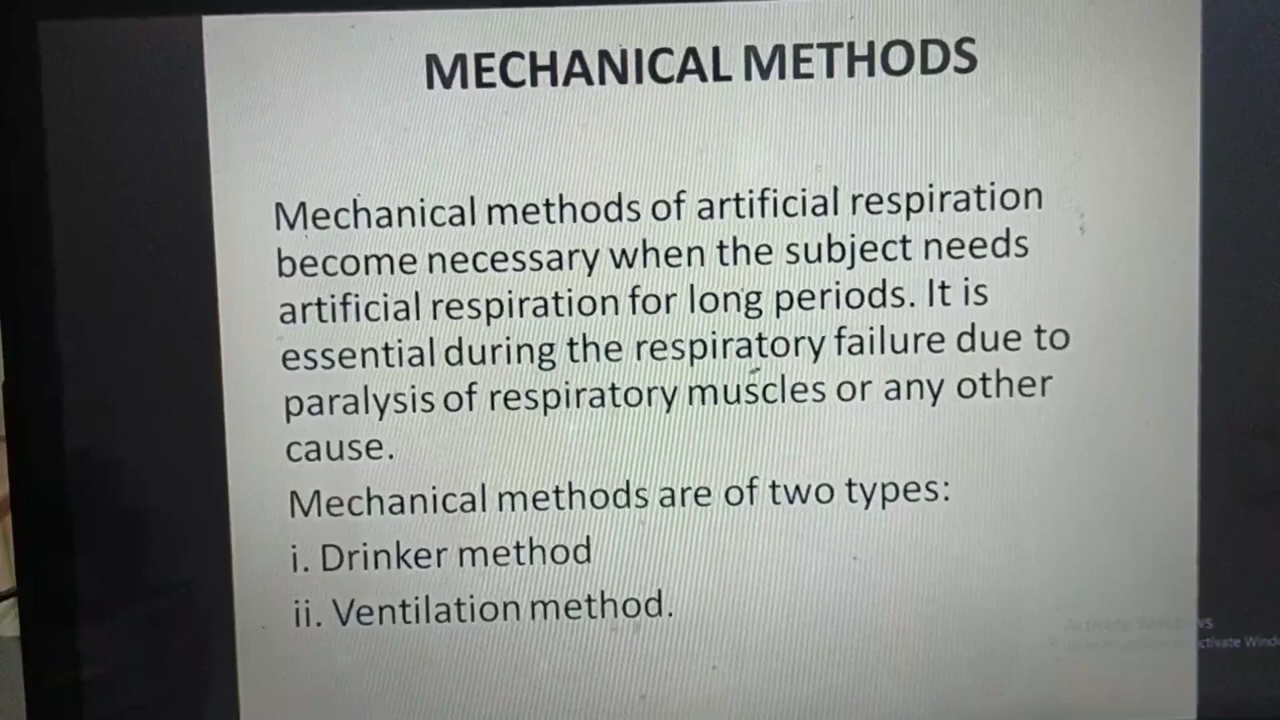 MECHANICAL METHODS
Mechanical methods of artificial respiration
become necessary when the subject needs
artificial respiration for long periods. It is
essential during the respiratory failure due to
paralysis of respiratory muscles or any other
cause.
Mechanical methods are of two types:
i. Drinker method
ii. Ventilation method.
Activate Windows